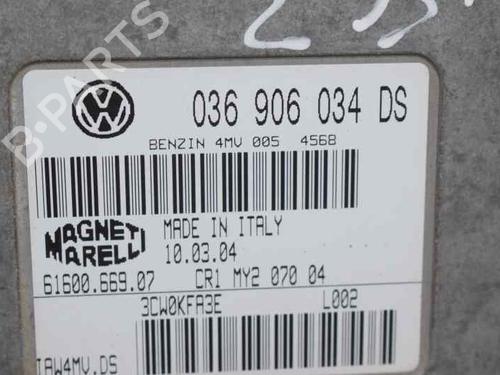 036 906 034 DS
BENZIN 4MV 005 4568
MAGNETI
MARELLI
MADE IN ITALY
10.03.04
61600.669.07 CR1 MY2 070 04
3CW0KFA3E L002
IAW4MV.DS
B-PARTS